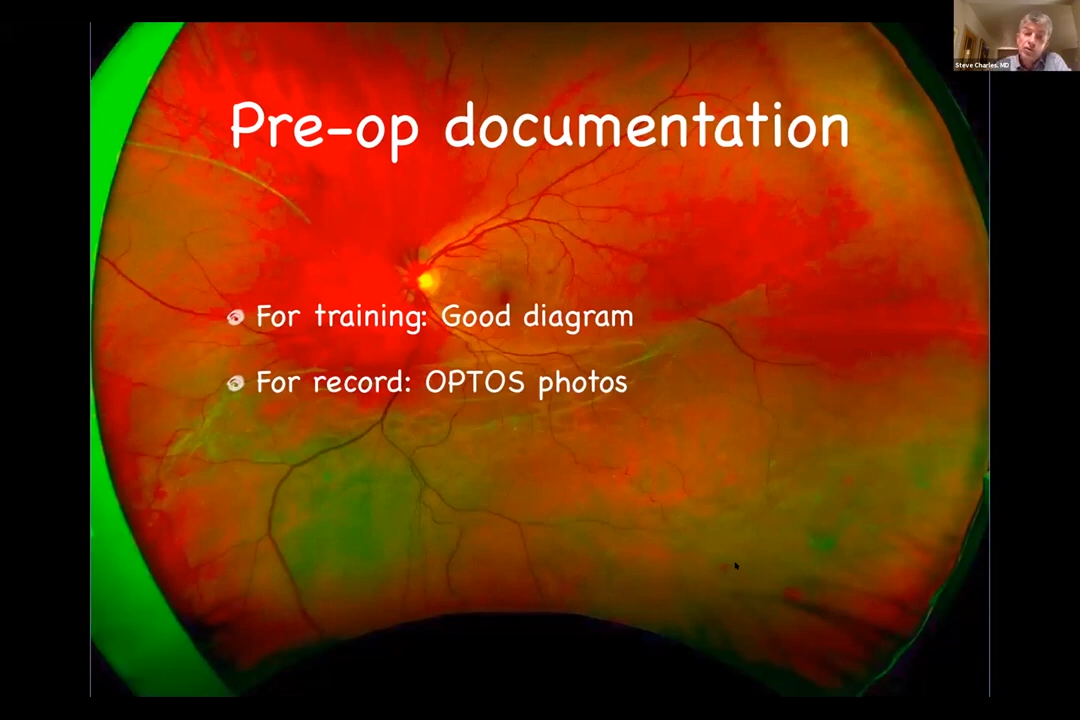 Steve Charles, MD
Pre-op documentation
For training: Good diagram
For record: OPTOS photos